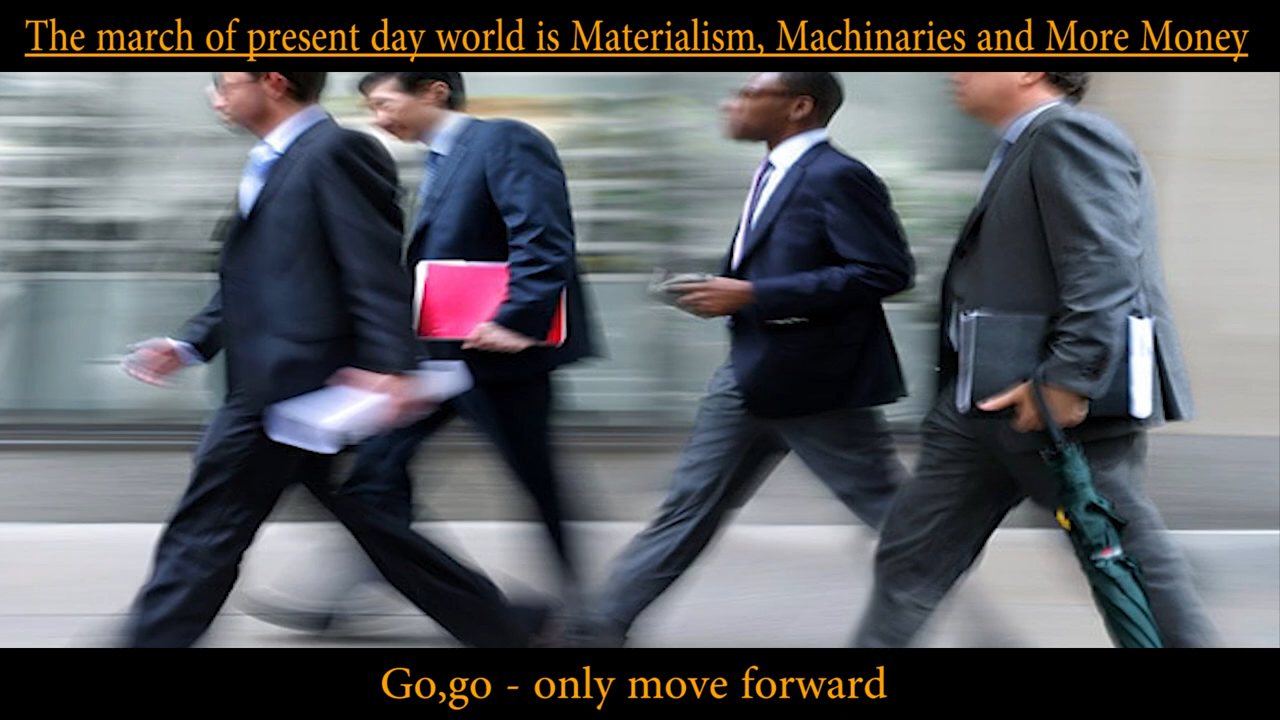 The march of present day world is Materialism, Machinaries and More Money
Go,go - only move forward